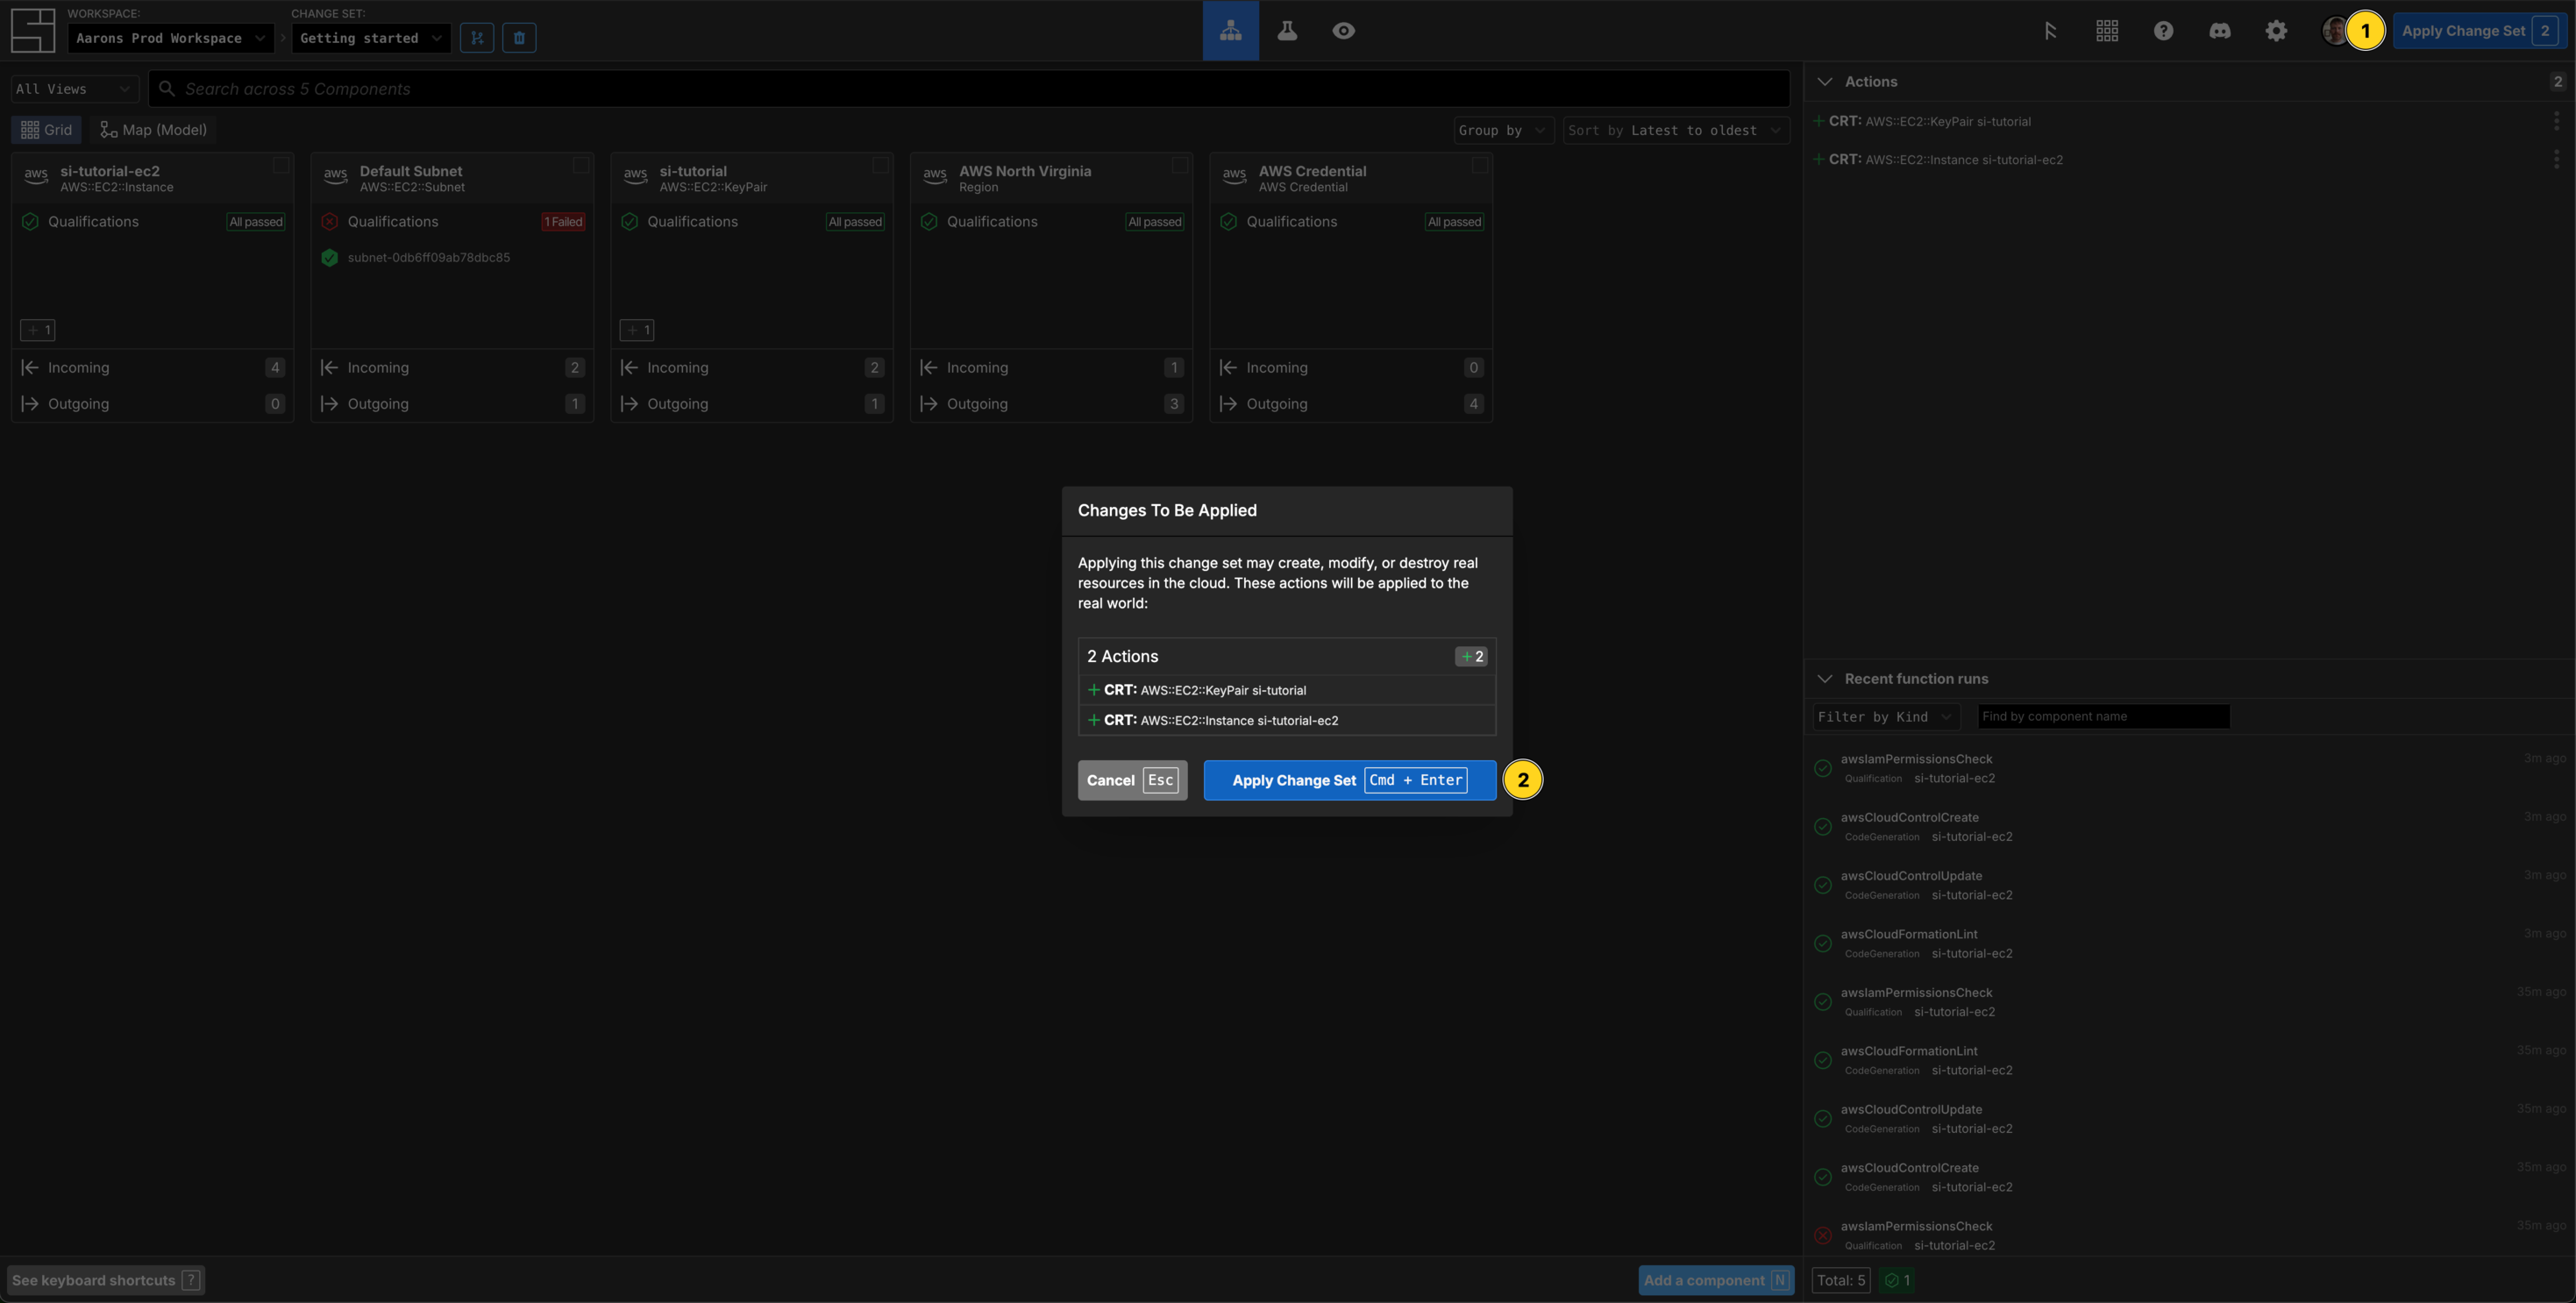 WORKSPACE:
Aarons Prod Workspace
CHANGE SET:
Getting started
1
Apply Change Set 2
All Views
Search across 5 Components
Grid
Map (Model)
Group by
Sort by Latest to oldest
aws
si-tutorial-ec2
AWS::EC2::Instance
Qualifications
All passed
+ 1
Incoming 4
Outgoing 0
aws
Default Subnet
AWS::EC2::Subnet
Qualifications
1 Failed
subnet-0db6ff09ab78dbc85
Incoming 2
Outgoing 1
aws
si-tutorial
AWS::EC2::KeyPair
Qualifications
All passed
+ 1
Incoming 2
Outgoing 1
aws
AWS North Virginia
Region
Qualifications
All passed
Incoming 1
Outgoing 3
aws
AWS Credential
AWS Credential
Qualifications
All passed
Incoming 0
Outgoing 4
Changes To Be Applied
Applying this change set may create, modify, or destroy real
resources in the cloud. These actions will be applied to the
real world:
2 Actions
+ 2
+ CRT: AWS::EC2::KeyPair si-tutorial
+ CRT: AWS::EC2::Instance si-tutorial-ec2
Cancel Esc
Apply Change Set Cmd + Enter
2
Actions
2
+ CRT: AWS::EC2::KeyPair si-tutorial
+ CRT: AWS::EC2::Instance si-tutorial-ec2
Recent function runs
Filter by Kind
Find by component name
awsIamPermissionsCheck 3m ago
Qualification si-tutorial-ec2
awsCloudControlCreate 3m ago
CodeGeneration si-tutorial-ec2
awsCloudControlUpdate 3m ago
CodeGeneration si-tutorial-ec2
awsCloudFormationLint 3m ago
CodeGeneration si-tutorial-ec2
awsIamPermissionsCheck 35m ago
Qualification si-tutorial-ec2
awsCloudFormationLint 35m ago
CodeGeneration si-tutorial-ec2
awsCloudControlUpdate 35m ago
CodeGeneration si-tutorial-ec2
awsCloudControlCreate 35m ago
CodeGeneration si-tutorial-ec2
awsIamPermissionsCheck 35m ago
Qualification si-tutorial-ec2
See keyboard shortcuts ?
Add a component N
Total: 5
1